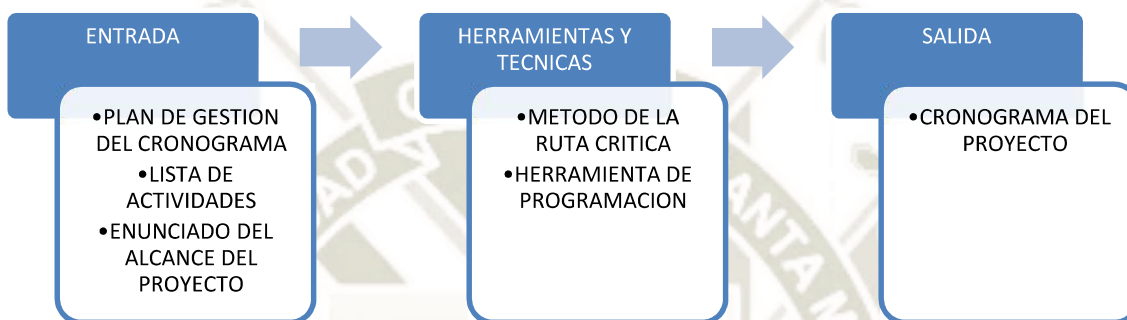 ENTRADA
•PLAN DE GESTION
DEL CRONOGRAMA
•LISTA DE
ACTIVIDADES
•ENUNCIADO DEL
ALCANCE DEL
PROYECTO
HERRAMIENTAS Y
TECNICAS
•METODO DE LA
RUTA CRITICA
•HERRAMIENTA DE
PROGRAMACION
SALIDA
•CRONOGRAMA DEL
PROYECTO